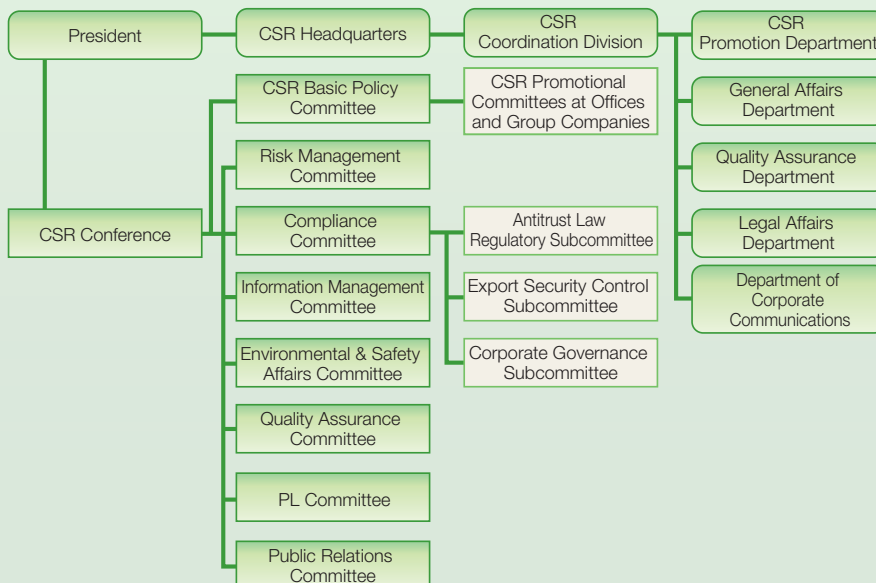 President
CSR Headquarters
CSR
Coordination Division
CSR
Promotion Department
CSR Basic Policy
Committee
CSR Promotional
Committees at Offices
and Group Companies
General Affairs
Department
Risk Management
Committee
Quality Assurance
Department
CSR Conference
Compliance
Committee
Antitrust Law
Regulatory Subcommittee
Legal Affairs
Department
Information Management
Committee
Export Security Control
Subcommittee
Department of
Corporate
Communications
Environmental & Safety
Affairs Committee
Corporate Governance
Subcommittee
Quality Assurance
Committee
PL Committee
Public Relations
Committee